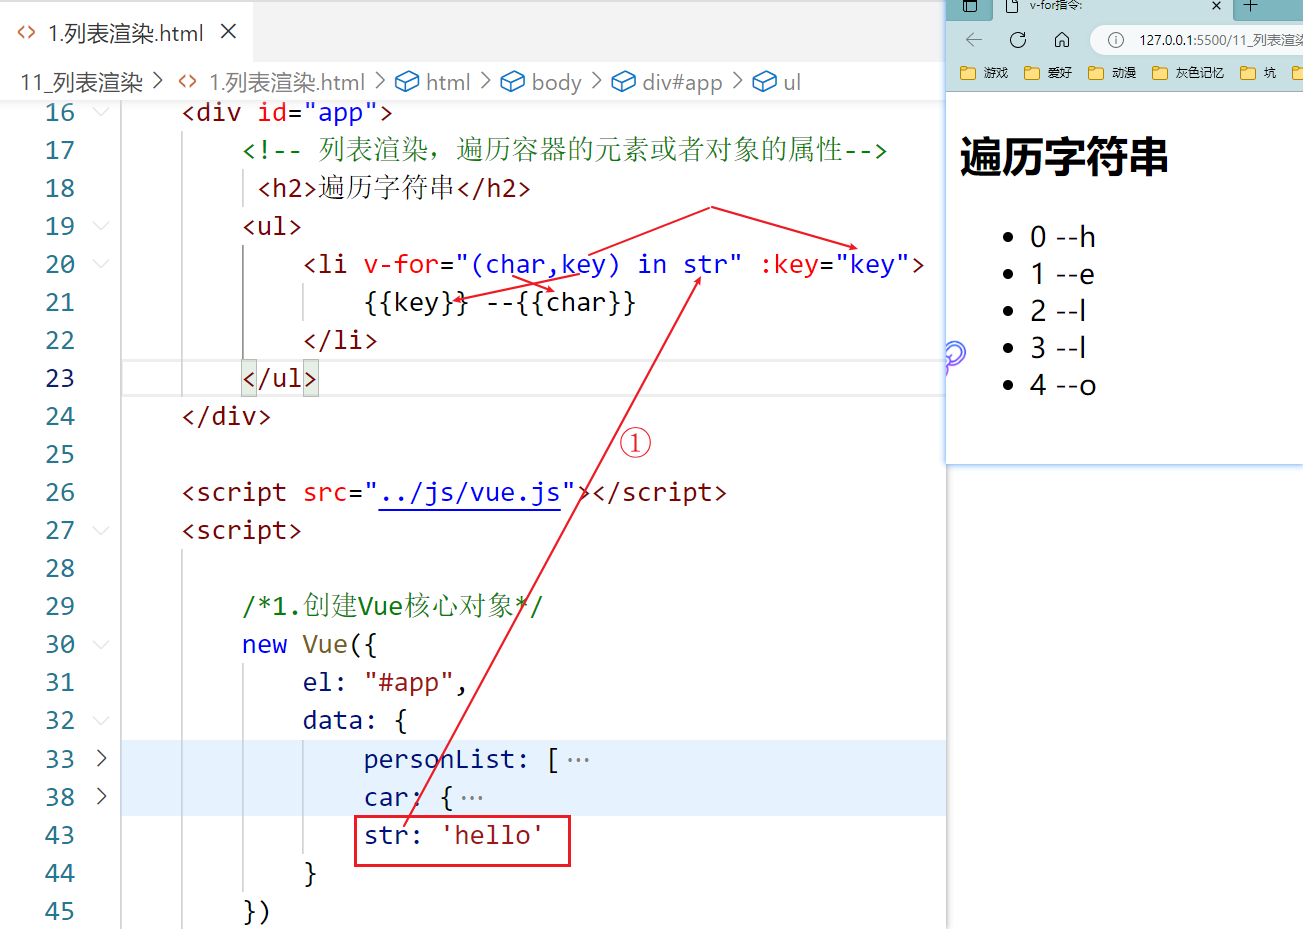 1.列表渲染.html
11_列表渲染 > 1.列表渲染.html > html > body > div#app > ul
16 <div id="app">
17 <!-- 列表渲染，遍历容器的元素或者对象的属性-->
18 <h2>遍历字符串</h2>
19 <ul>
20 <li v-for="(char,key) in str" :key="key">
21 {{key}} --{{char}}
22 </li>
23 </ul>
24 </div>
25
26 <script src="../js/vue.js"></script>
27 <script>
28
29 /*1.创建Vue核心对象*/
30 new Vue({
31 el: "#app",
32 data: {
33 personList: [···
38 car: {···
43 str: 'hello'
44 }
45 })
①
v-for指令:
127.0.0.1:5500/11_列表渲染
游戏 爱好 动漫 灰色记忆 坑
遍历字符串
0 --h
1 --e
2 --l
3 --l
4 --o